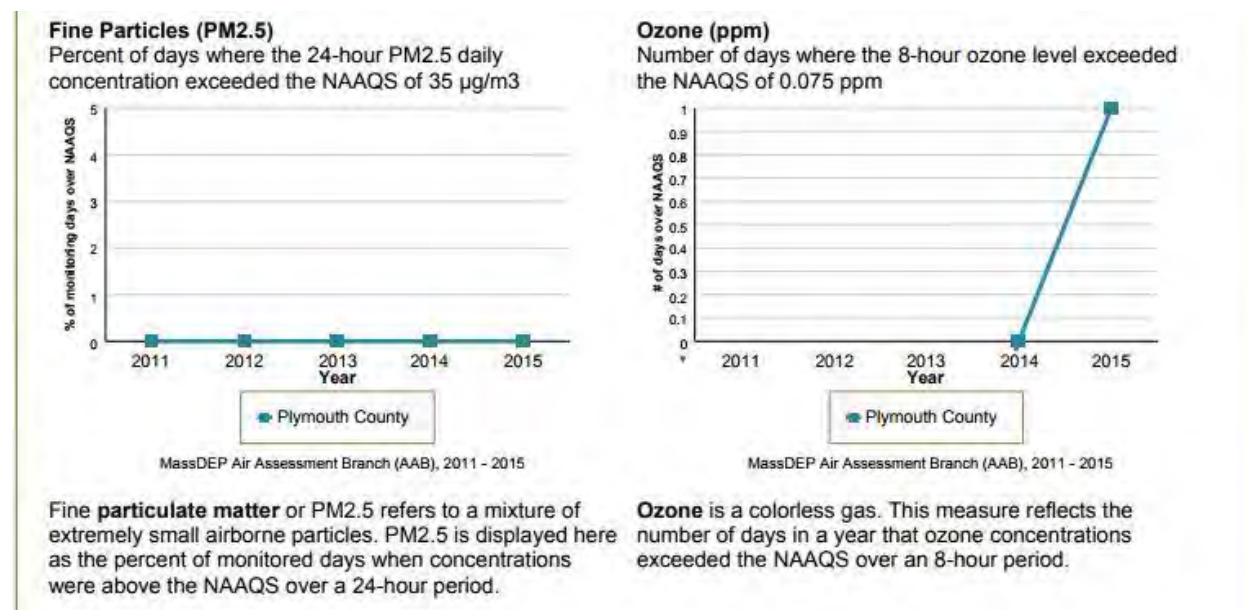 Fine Particles (PM2.5)
Percent of days where the 24-hour PM2.5 daily
concentration exceeded the NAAQS of 35 µg/m3
% of monitoring days over NAAQS
5
4
3
2
1
0
2011 2012 2013 2014 2015
Year
Plymouth County
MassDEP Air Assessment Branch (AAB), 2011 - 2015
Fine particulate matter or PM2.5 refers to a mixture of
extremely small airborne particles. PM2.5 is displayed here
as the percent of monitored days when concentrations
were above the NAAQS over a 24-hour period.
Ozone (ppm)
Number of days where the 8-hour ozone level exceeded
the NAAQS of 0.075 ppm
# of days over NAAQS
1
0.9
0.8
0.7
0.6
0.5
0.4
0.3
0.2
0.1
0
2011 2012 2013 2014 2015
Year
Plymouth County
MassDEP Air Assessment Branch (AAB), 2011 - 2015
Ozone is a colorless gas. This measure reflects the
number of days in a year that ozone concentrations
exceeded the NAAQS over an 8-hour period.